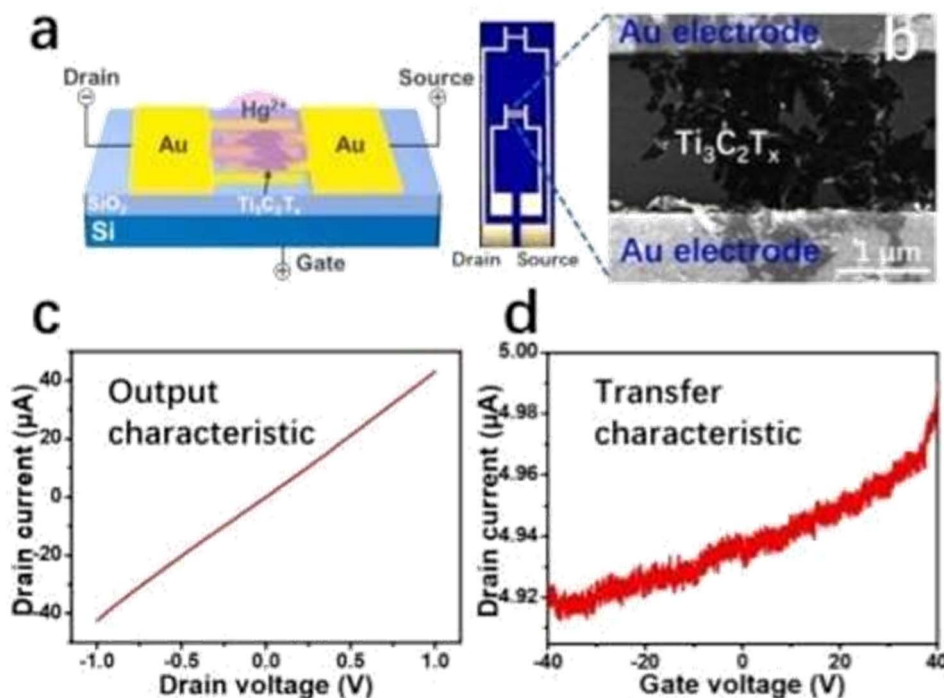 a
Drain
Source
Hg²⁺
Au
Au
SiO₂
Ti₃C₂Tₓ
Si
Gate
Drain
Source
Au electrode
b
Ti₃C₂Tₓ
Au electrode
1 μm
c
Output
characteristic
Drain current (μA)
40
20
0
-20
-40
-1.0
-0.5
0.0
0.5
1.0
Drain voltage (V)
d
Transfer
characteristic
Drain current (μA)
5.00
4.98
4.96
4.94
4.92
-40
-20
0
20
40
Gate voltage (V)